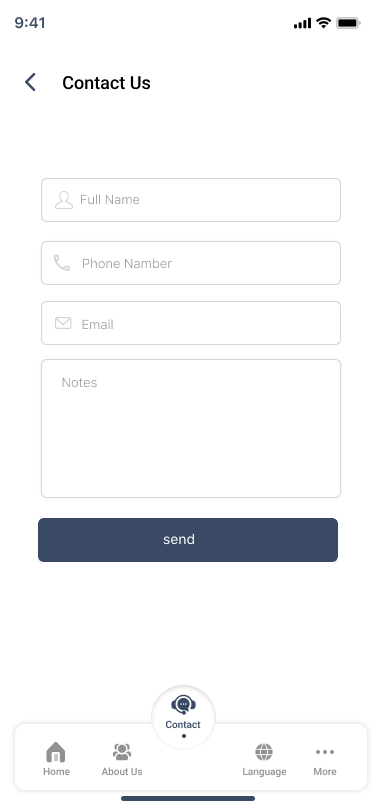 9:41
Contact Us
Full Name
Phone Namber
Email
Notes
send
Contact
Home
About Us
Language
More